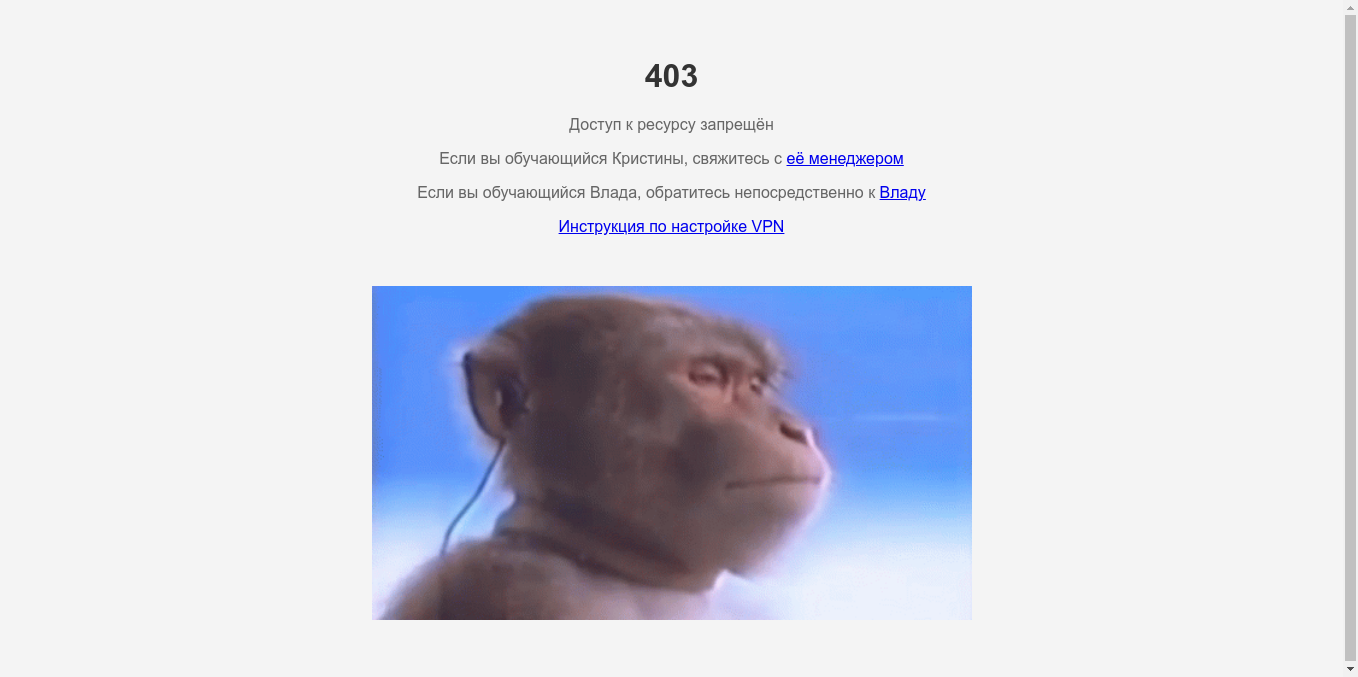 403
Доступ к ресурсу запрещён
Если вы обучающийся Кристины, свяжитесь с её менеджером
Если вы обучающийся Влада, обратитесь непосредственно к Владу
Инструкция по настройке VPN